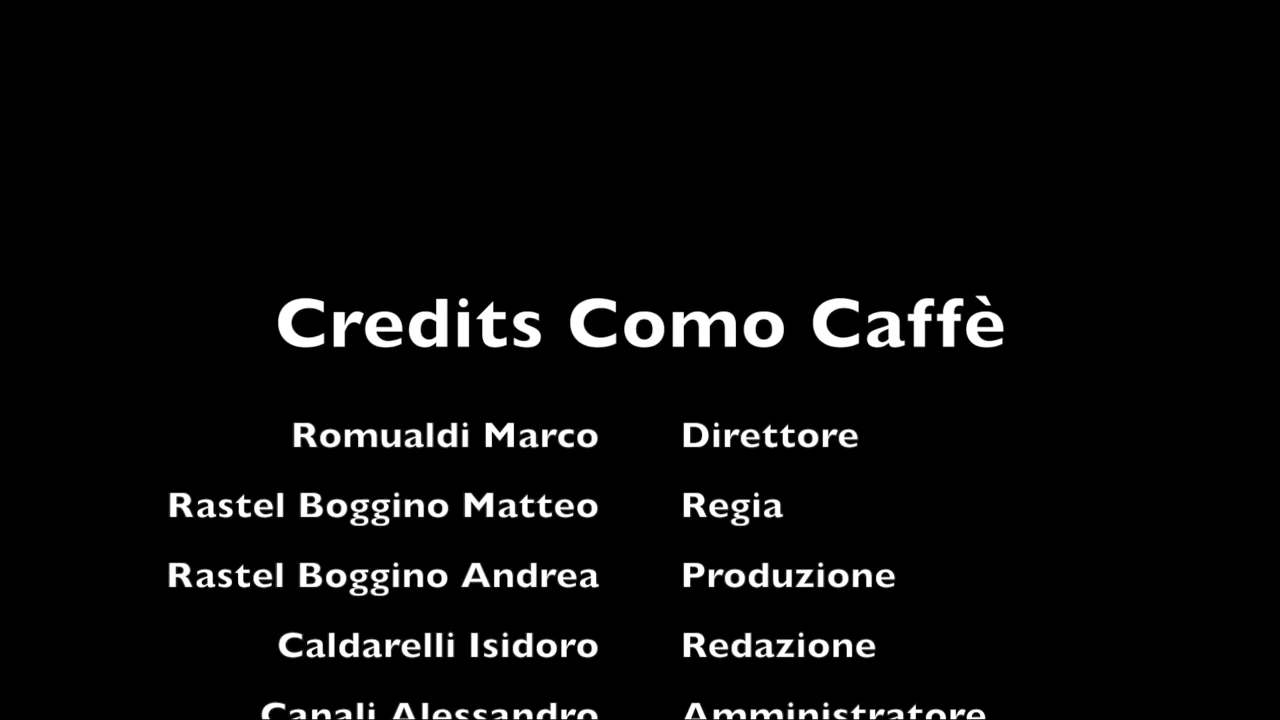 Credits Como Caffè
Romualdi Marco Direttore
Rastel Boggino Matteo Regia
Rastel Boggino Andrea Produzione
Caldarelli Isidoro Redazione
Canali Alessandro Amministratore